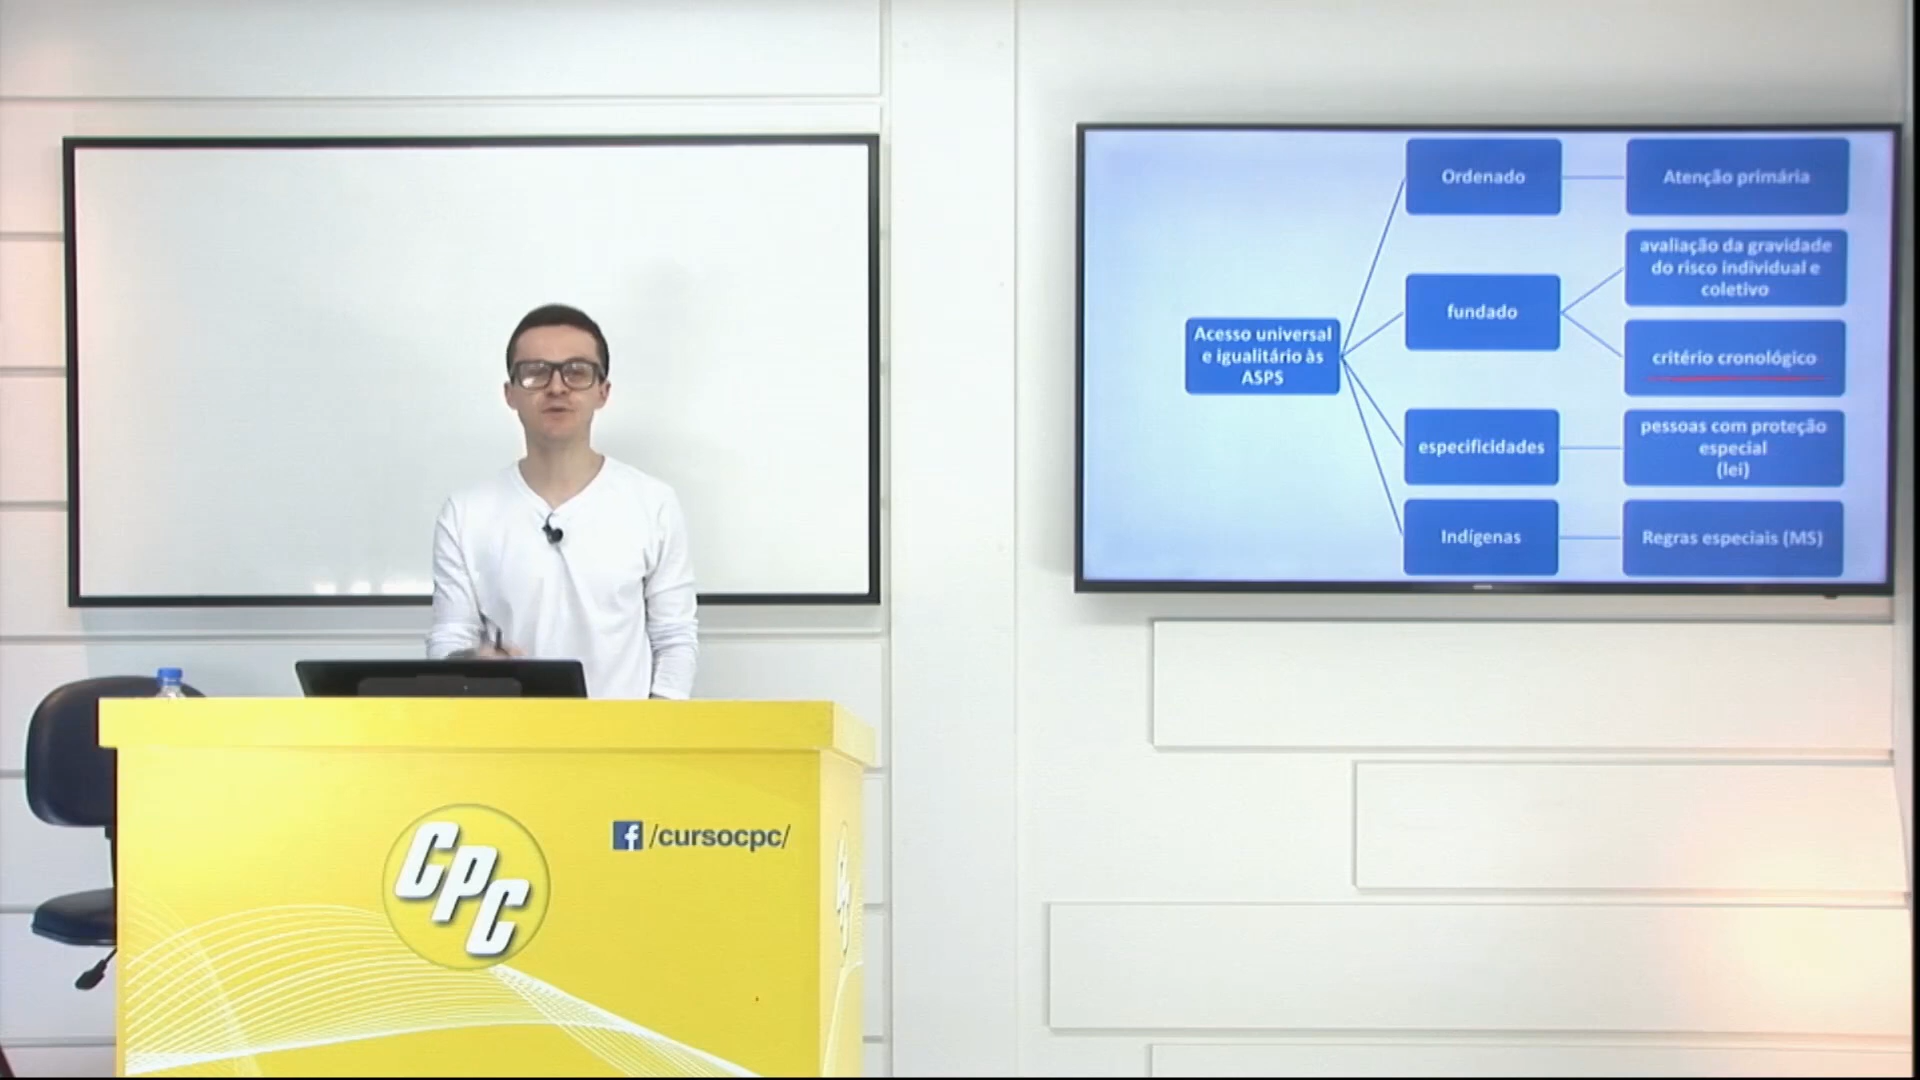 Ordenado
Atenção primária
avaliação da gravidade
do risco individual e
coletivo
fundado
Acesso universal
e igualitário às
ASPS
critério cronológico
especificidades
pessoas com proteção
especial
(lei)
Indígenas
Regras especiais (MS)
CPC
f /cursocpc/